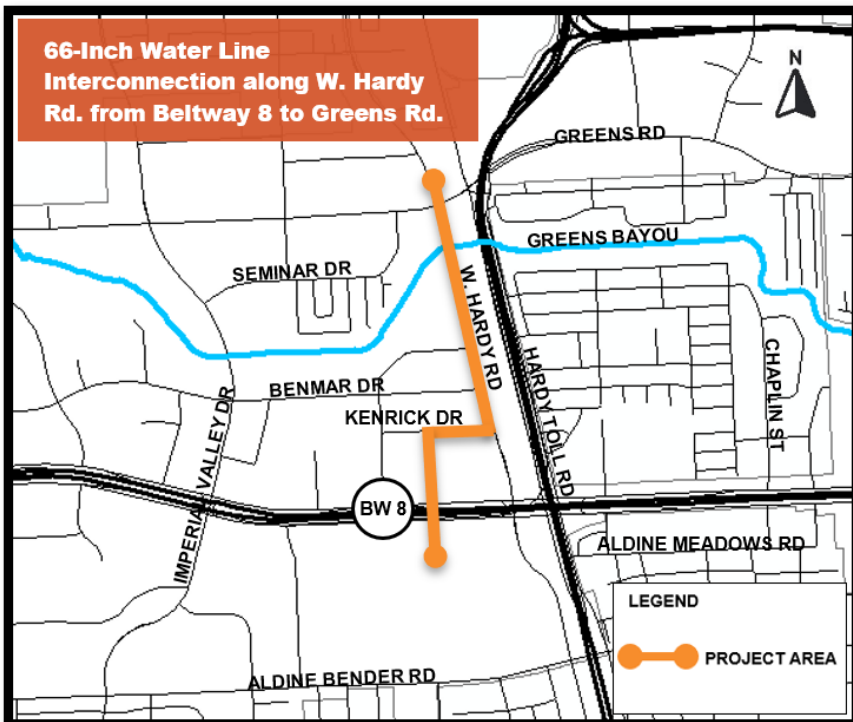 66-Inch Water Line
Interconnection along W. Hardy
Rd. from Beltway 8 to Greens Rd.
N
GREENS RD
GREENS BAYOU
SEMINAR DR
W. HARDY RD
HARDY TOLL RD
CHAPLIN ST
BENMAR DR
KENRICK DR
IMPERIAL VALLEY DR
BW 8
ALDINE MEADOWS RD
LEGEND
PROJECT AREA
ALDINE BENDER RD